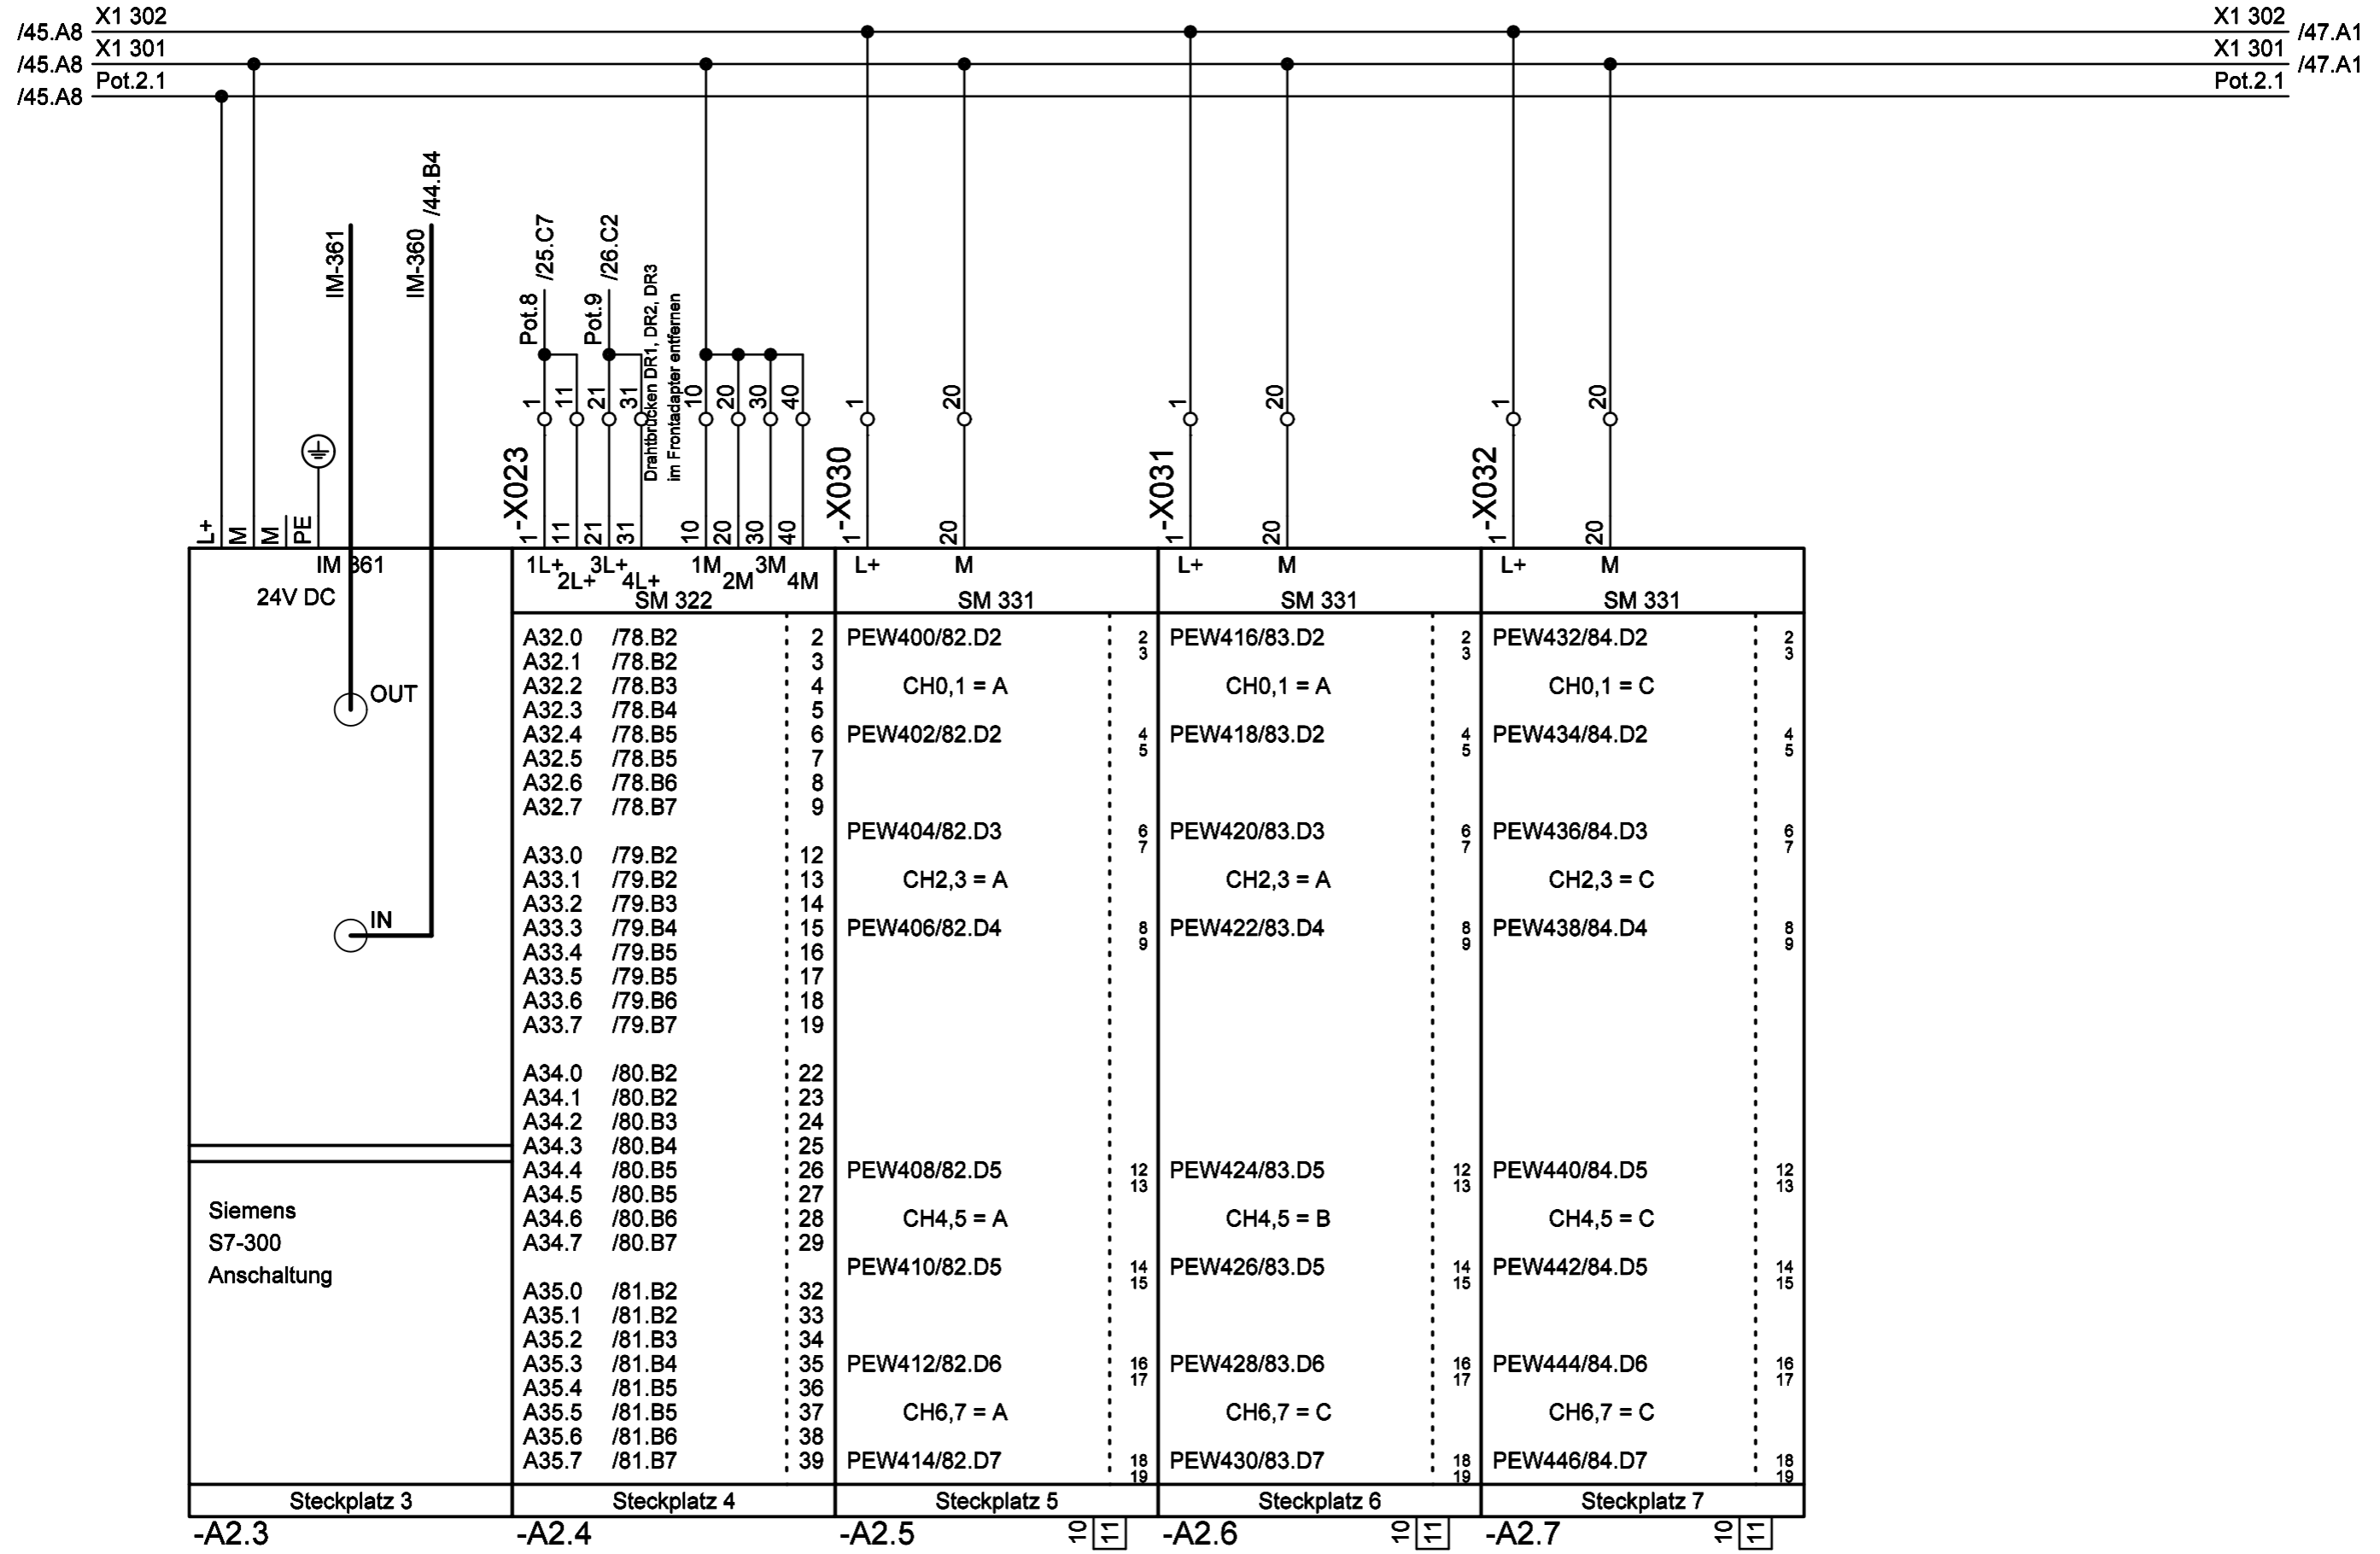 X1 302 X1 302
/45.A8 /47.A1
X1 301 X1 301
/45.A8 /47.A1
Pot.2.1 Pot.2.1
/45.A8
IM-361
IM-360 /44.B4
Pot.8 /25.C7
Pot.9 /26.C2
Drahtbrücken DR1, DR2, DR3
im Frontadapter entfernen
1 11 21 31 10 20 30 40 1 20 1 20 1 20
-X023 -X030 -X031 -X032
L+ M M PE 1 11 21 31 10 20 30 40 1 20 1 20 1 20
IM 361
24V DC
OUT
IN
Siemens
S7-300
Anschaltung
Steckplatz 3
-A2.3
1L+ 3L+ 1M 3M
2L+ 4L+ 2M 4M
SM 322
A32.0 /78.B2 2
A32.1 /78.B2 3
A32.2 /78.B3 4
A32.3 /78.B4 5
A32.4 /78.B5 6
A32.5 /78.B5 7
A32.6 /78.B6 8
A32.7 /78.B7 9
A33.0 /79.B2 12
A33.1 /79.B2 13
A33.2 /79.B3 14
A33.3 /79.B4 15
A33.4 /79.B5 16
A33.5 /79.B5 17
A33.6 /79.B6 18
A33.7 /79.B7 19
A34.0 /80.B2 22
A34.1 /80.B2 23
A34.2 /80.B3 24
A34.3 /80.B4 25
A34.4 /80.B5 26
A34.5 /80.B5 27
A34.6 /80.B6 28
A34.7 /80.B7 29
A35.0 /81.B2 32
A35.1 /81.B2 33
A35.2 /81.B3 34
A35.3 /81.B4 35
A35.4 /81.B5 36
A35.5 /81.B5 37
A35.6 /81.B6 38
A35.7 /81.B7 39
Steckplatz 4
-A2.4
L+ M
SM 331
PEW400/82.D2 2
3
CH0,1 = A
PEW402/82.D2 4
5
PEW404/82.D3 6
7
CH2,3 = A
PEW406/82.D4 8
9
PEW408/82.D5 12
13
CH4,5 = A
PEW410/82.D5 14
15
PEW412/82.D6 16
17
CH6,7 = A
PEW414/82.D7 18
19
Steckplatz 5
-A2.5 10 11
L+ M
SM 331
PEW416/83.D2 2
3
CH0,1 = A
PEW418/83.D2 4
5
PEW420/83.D3 6
7
CH2,3 = A
PEW422/83.D4 8
9
PEW424/83.D5 12
13
CH4,5 = B
PEW426/83.D5 14
15
PEW428/83.D6 16
17
CH6,7 = C
PEW430/83.D7 18
19
Steckplatz 6
-A2.6 10 11
L+ M
SM 331
PEW432/84.D2 2
3
CH0,1 = C
PEW434/84.D2 4
5
PEW436/84.D3 6
7
CH2,3 = C
PEW438/84.D4 8
9
PEW440/84.D5 12
13
CH4,5 = C
PEW442/84.D5 14
15
PEW444/84.D6 16
17
CH6,7 = C
PEW446/84.D7 18
19
Steckplatz 7
-A2.7 10 11